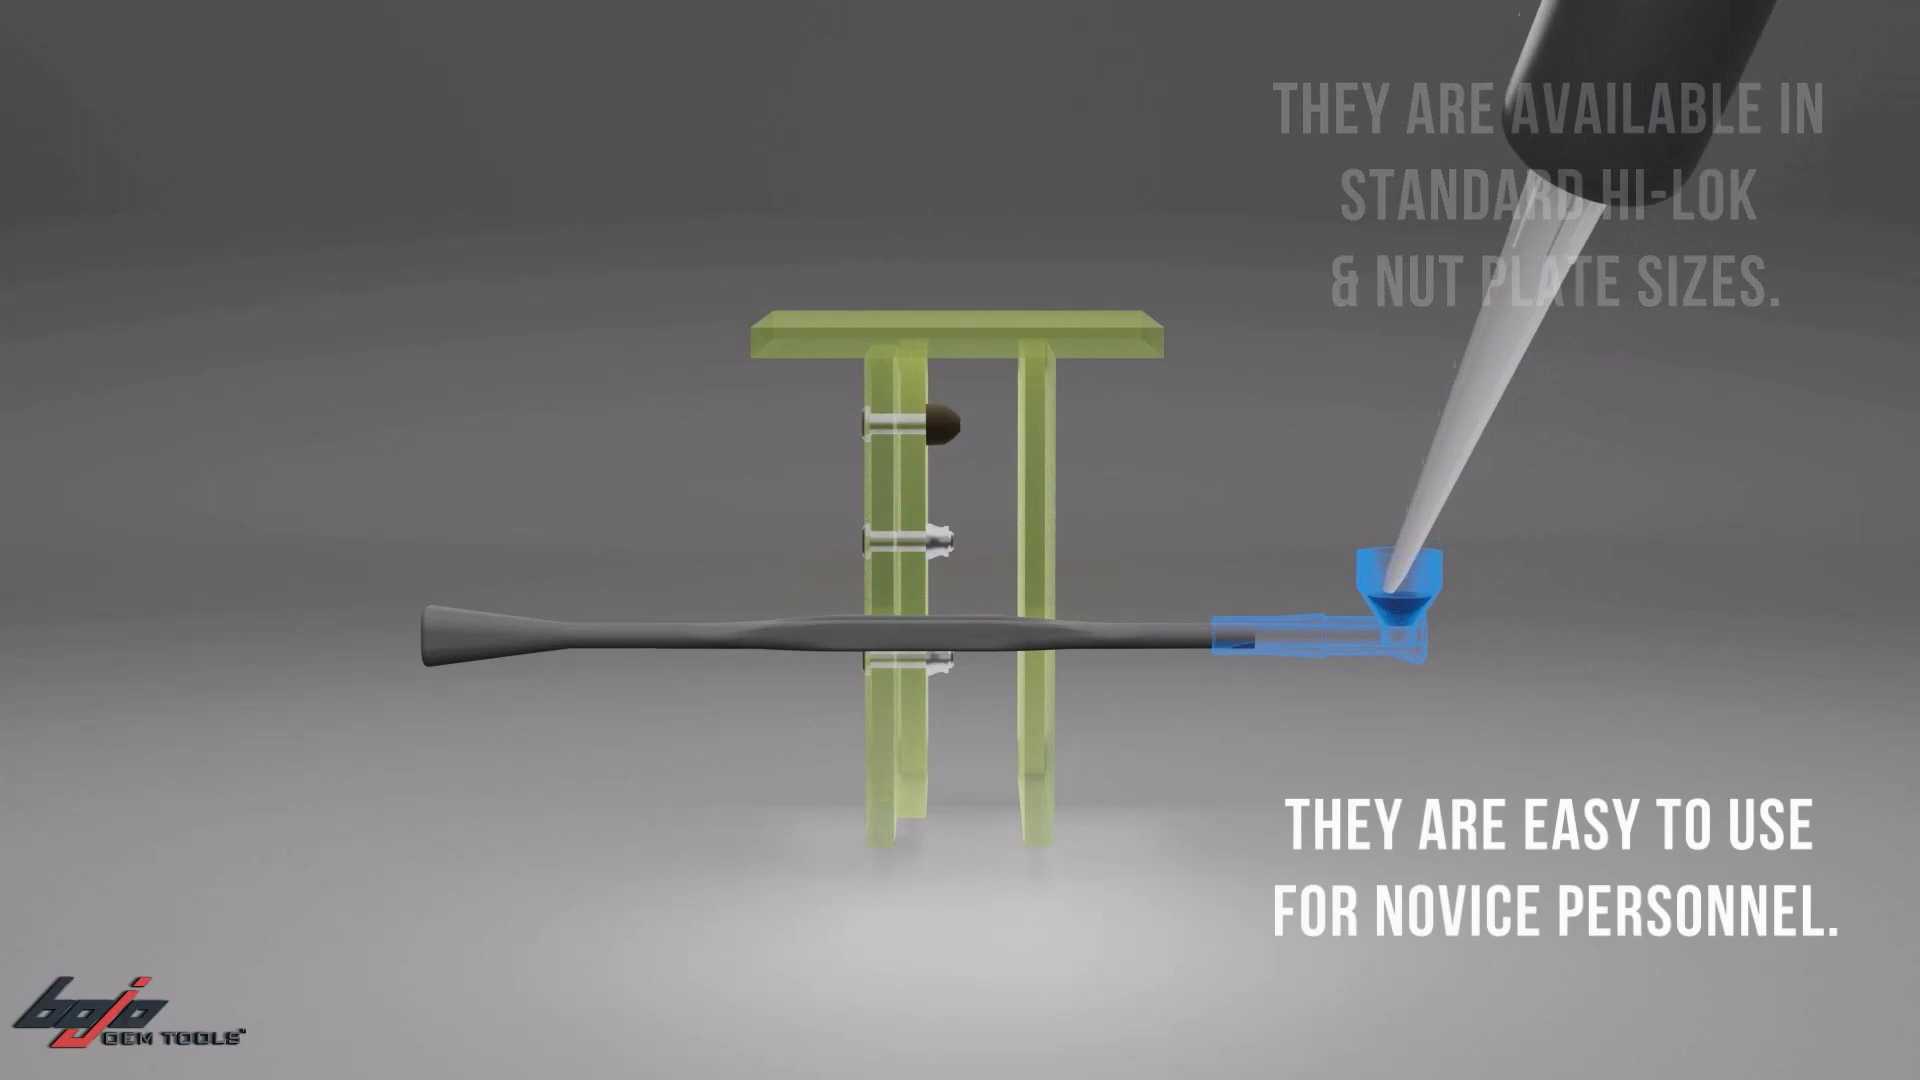 THEY ARE AVAILABLE IN
STANDARD HI-LOK
& NUT PLATE SIZES.
THEY ARE EASY TO USE
FOR NOVICE PERSONNEL.
bojo
OEM TOOLS